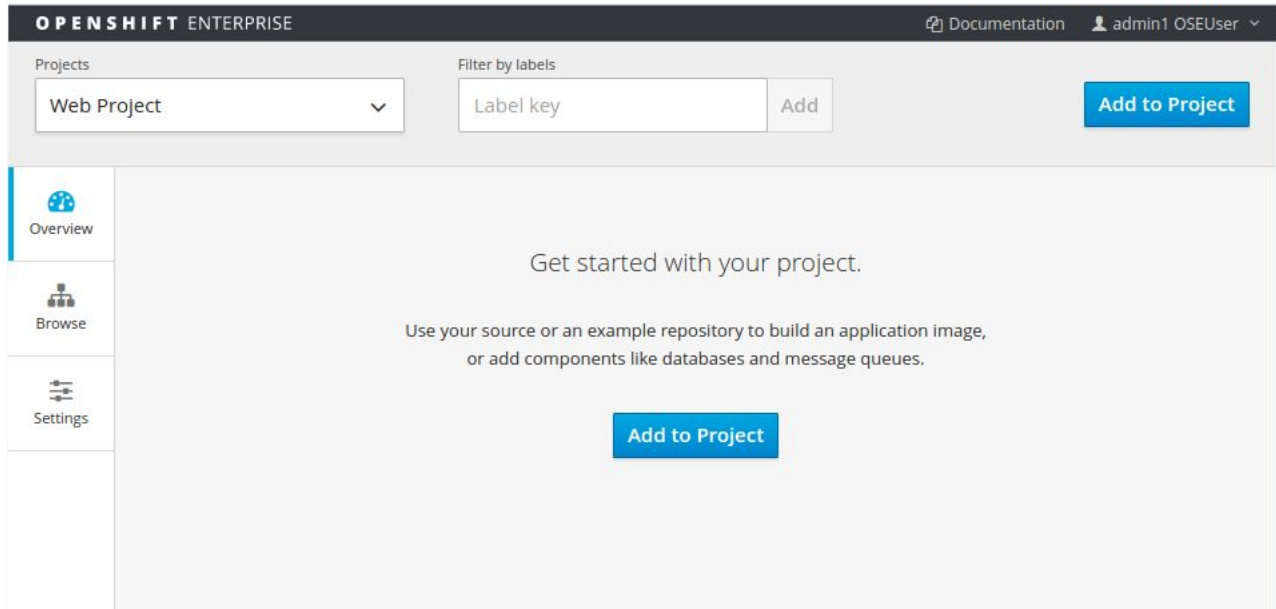 OPENSHIFT ENTERPRISE
Documentation
admin1 OSEUser
Projects
Filter by labels
Web Project
Label key
Add
Add to Project
Overview
Browse
Settings
Get started with your project.
Use your source or an example repository to build an application image,
or add components like databases and message queues.
Add to Project